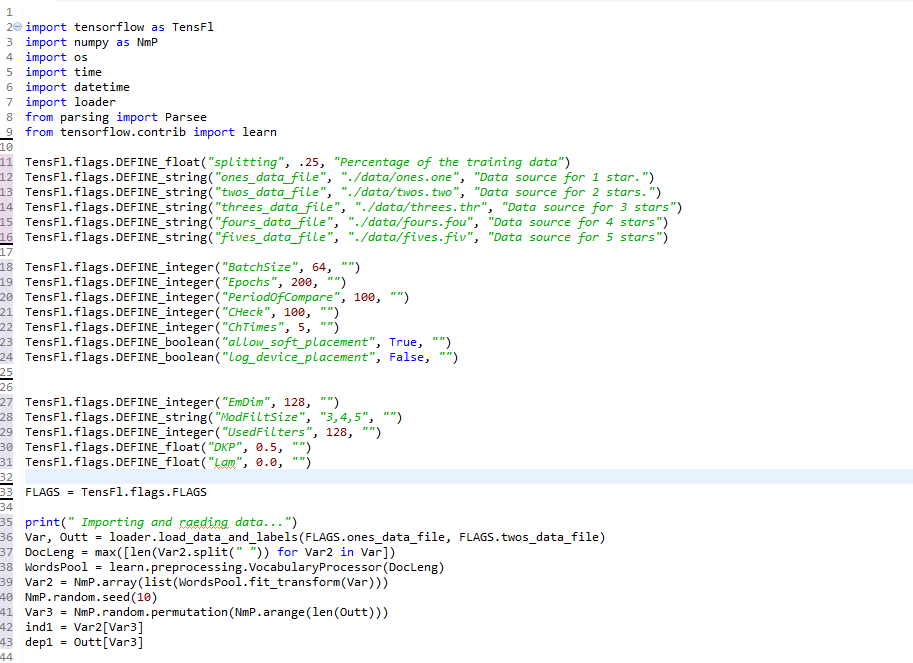 1
2 import tensorflow as TensFl
3 import numpy as NmP
4 import os
5 import time
6 import datetime
7 import loader
8 from parsing import Parsee
9 from tensorflow.contrib import learn
10
11 TensFl.flags.DEFINE_float("splitting", .25, "Percentage of the training data")
12 TensFl.flags.DEFINE_string("ones_data_file", "./data/ones.one", "Data source for 1 star.")
13 TensFl.flags.DEFINE_string("twos_data_file", "./data/twos.two", "Data source for 2 stars.")
14 TensFl.flags.DEFINE_string("threes_data_file", "./data/threes.thr", "Data source for 3 stars")
15 TensFl.flags.DEFINE_string("fours_data_file", "./data/fours.fou", "Data source for 4 stars")
16 TensFl.flags.DEFINE_string("fives_data_file", "./data/fives.fiv", "Data source for 5 stars")
17
18 TensFl.flags.DEFINE_integer("BatchSize", 64, "")
19 TensFl.flags.DEFINE_integer("Epochs", 200, "")
20 TensFl.flags.DEFINE_integer("PeriodOfCompare", 100, "")
21 TensFl.flags.DEFINE_integer("CHeck", 100, "")
22 TensFl.flags.DEFINE_integer("ChTimes", 5, "")
23 TensFl.flags.DEFINE_boolean("allow_soft_placement", True, "")
24 TensFl.flags.DEFINE_boolean("log_device_placement", False, "")
25
26
27 TensFl.flags.DEFINE_integer("EmDim", 128, "")
28 TensFl.flags.DEFINE_string("ModFiltSize", "3,4,5", "")
29 TensFl.flags.DEFINE_integer("UsedFilters", 128, "")
30 TensFl.flags.DEFINE_float("DKP", 0.5, "")
31 TensFl.flags.DEFINE_float("Lam", 0.0, "")
32
33 FLAGS = TensFl.flags.FLAGS
34
35 print(" Importing and raeding data...")
36 Var, Outt = loader.load_data_and_labels(FLAGS.ones_data_file, FLAGS.twos_data_file)
37 DocLeng = max([len(Var2.split(" ")) for Var2 in Var])
38 WordsPool = learn.preprocessing.VocabularyProcessor(DocLeng)
39 Var2 = NmP.array(list(WordsPool.fit_transform(Var)))
40 NmP.random.seed(10)
41 Var3 = NmP.random.permutation(NmP.arange(len(Outt)))
42 ind1 = Var2[Var3]
43 dep1 = Outt[Var3]
44